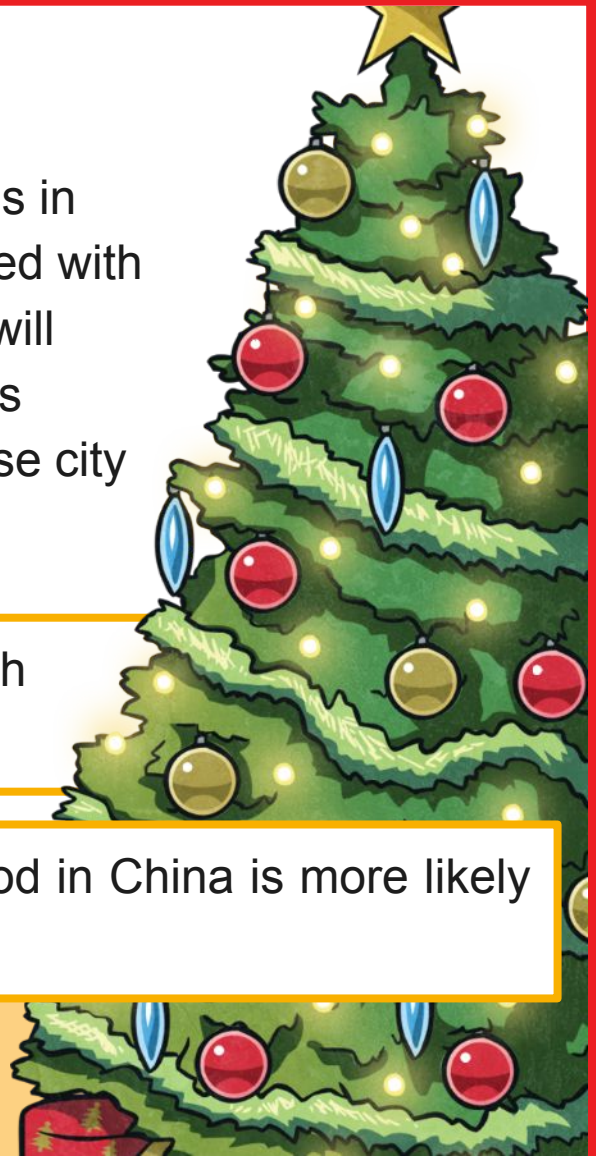 s in
ed with
will
s
se city
h
od in China is more likely